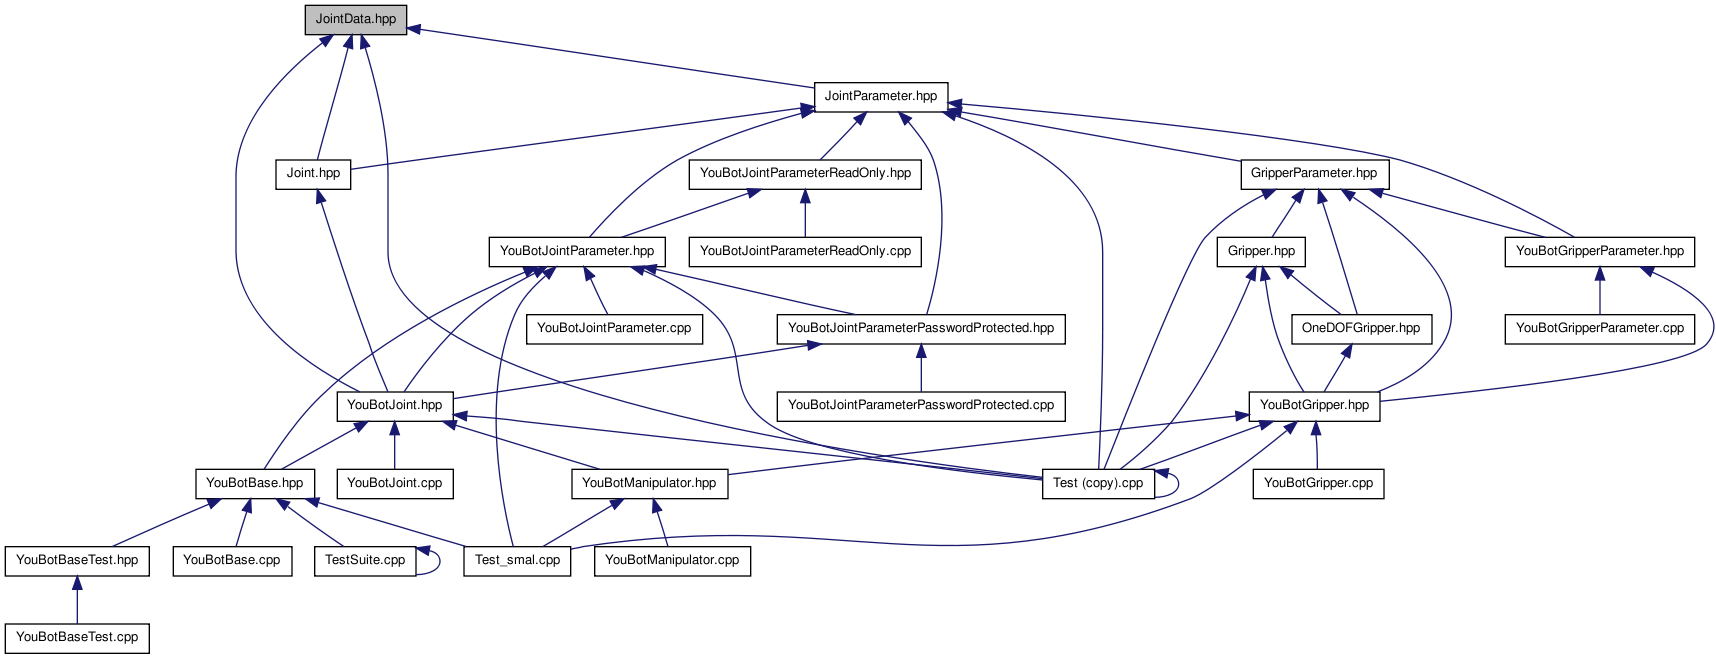 JointData.hpp
JointParameter.hpp
Joint.hpp
YouBotJointParameterReadOnly.hpp
GripperParameter.hpp
YouBotJointParameter.hpp
YouBotJointParameterReadOnly.cpp
Gripper.hpp
YouBotGripperParameter.hpp
YouBotJointParameter.cpp
YouBotJointParameterPasswordProtected.hpp
OneDOFGripper.hpp
YouBotGripperParameter.cpp
YouBotJoint.hpp
YouBotJointParameterPasswordProtected.cpp
YouBotGripper.hpp
YouBotBase.hpp
YouBotJoint.cpp
YouBotManipulator.hpp
Test (copy).cpp
YouBotGripper.cpp
YouBotBaseTest.hpp
YouBotBase.cpp
TestSuite.cpp
Test_smal.cpp
YouBotManipulator.cpp
YouBotBaseTest.cpp